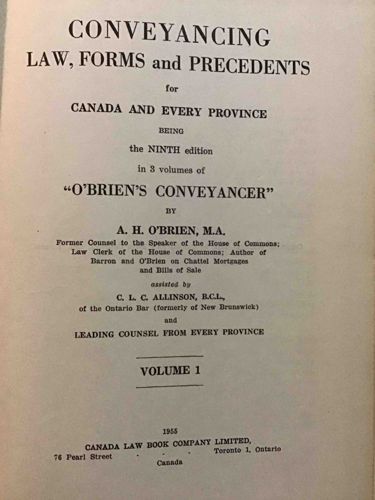 CONVEYANCING
LAW, FORMS and PRECEDENTS
for
CANADA AND EVERY PROVINCE
BEING
the NINTH edition
in 3 volumes of
"O'BRIEN'S CONVEYANCER"
BY
A. H. O'BRIEN, M.A.
Former Counsel to the Speaker of the House of Commons;
Law Clerk of the House of Commons; Author of
Barron and O'Brien on Chattel Mortgages
and Bills of Sale
assisted by
C. L. C. ALLINSON, B.C.L.,
of the Ontario Bar (formerly of New Brunswick)
and
LEADING COUNSEL FROM EVERY PROVINCE
VOLUME 1
1955
CANADA LAW BOOK COMPANY LIMITED,
76 Pearl Street . . . Toronto 1, Ontario
Canada